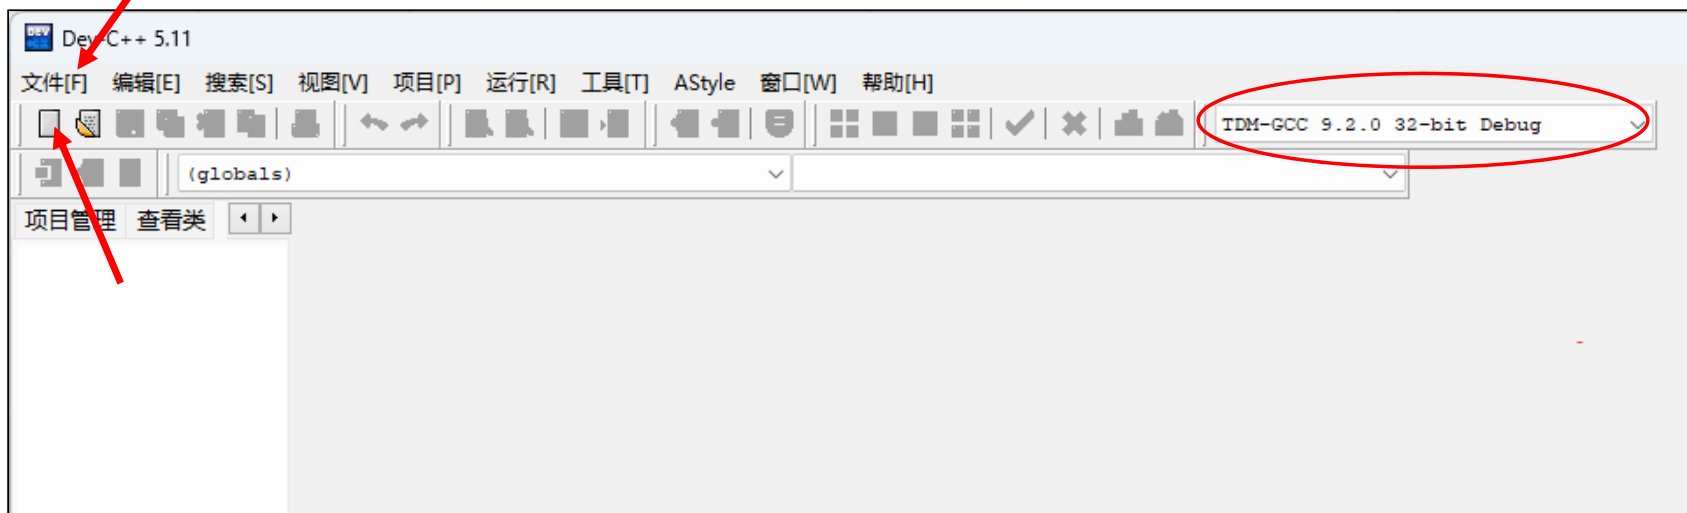 Dev-C++ 5.11
文件[F] 编辑[E] 搜索[S] 视图[V] 项目[P] 运行[R] 工具[T] AStyle 窗口[W] 帮助[H]
TDM-GCC 9.2.0 32-bit Debug
(globals)
项目管理 查看类